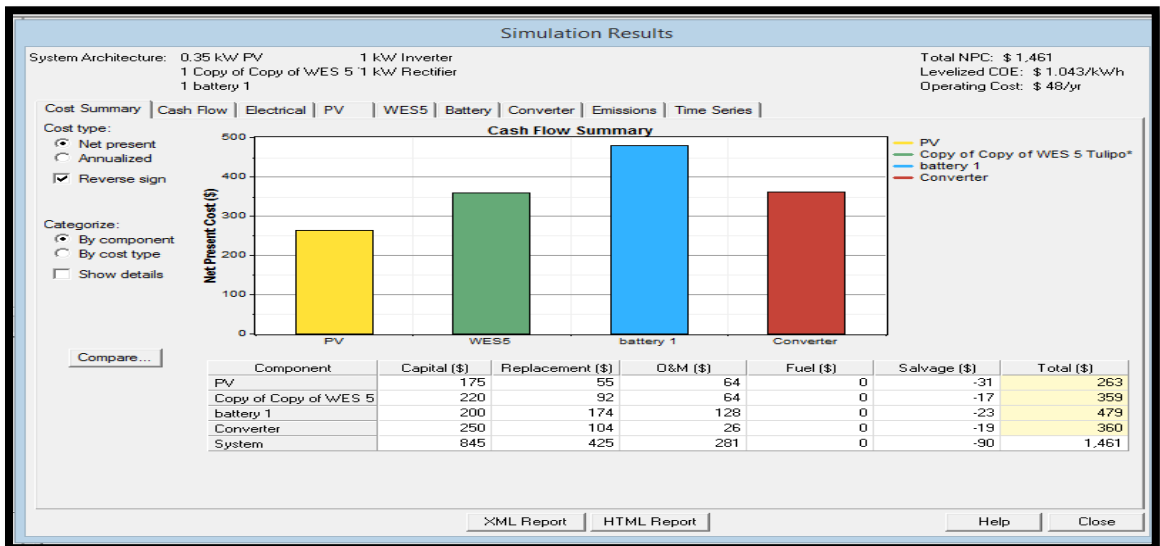 Simulation Results
System Architecture: 0.35 kW PV 1 kW Inverter
1 Copy of Copy of WES 5 1 kW Rectifier
1 battery 1
Total NPC: $ 1,461
Levelized COE: $ 1.043/kWh
Operating Cost: $ 48/yr
Cost Summary Cash Flow Electrical PV WES5 Battery Converter Emissions Time Series
Cost type:
Net present
Annualized
Reverse sign
Categorize:
By component
By cost type
Show details
Compare...
Cash Flow Summary
Net Present Cost ($)
500
400
300
200
100
0
PV WES5 battery 1 Converter
PV
Copy of Copy of WES 5 Tulipo*
battery 1
Converter
Component Capital ($) Replacement ($) O&M ($) Fuel ($) Salvage ($) Total ($)
PV 175 55 64 0 -31 263
Copy of Copy of WES 5 220 92 64 0 -17 359
battery 1 200 174 128 0 -23 479
Converter 250 104 26 0 -19 360
System 845 425 281 0 -90 1,461
XML Report HTML Report Help Close